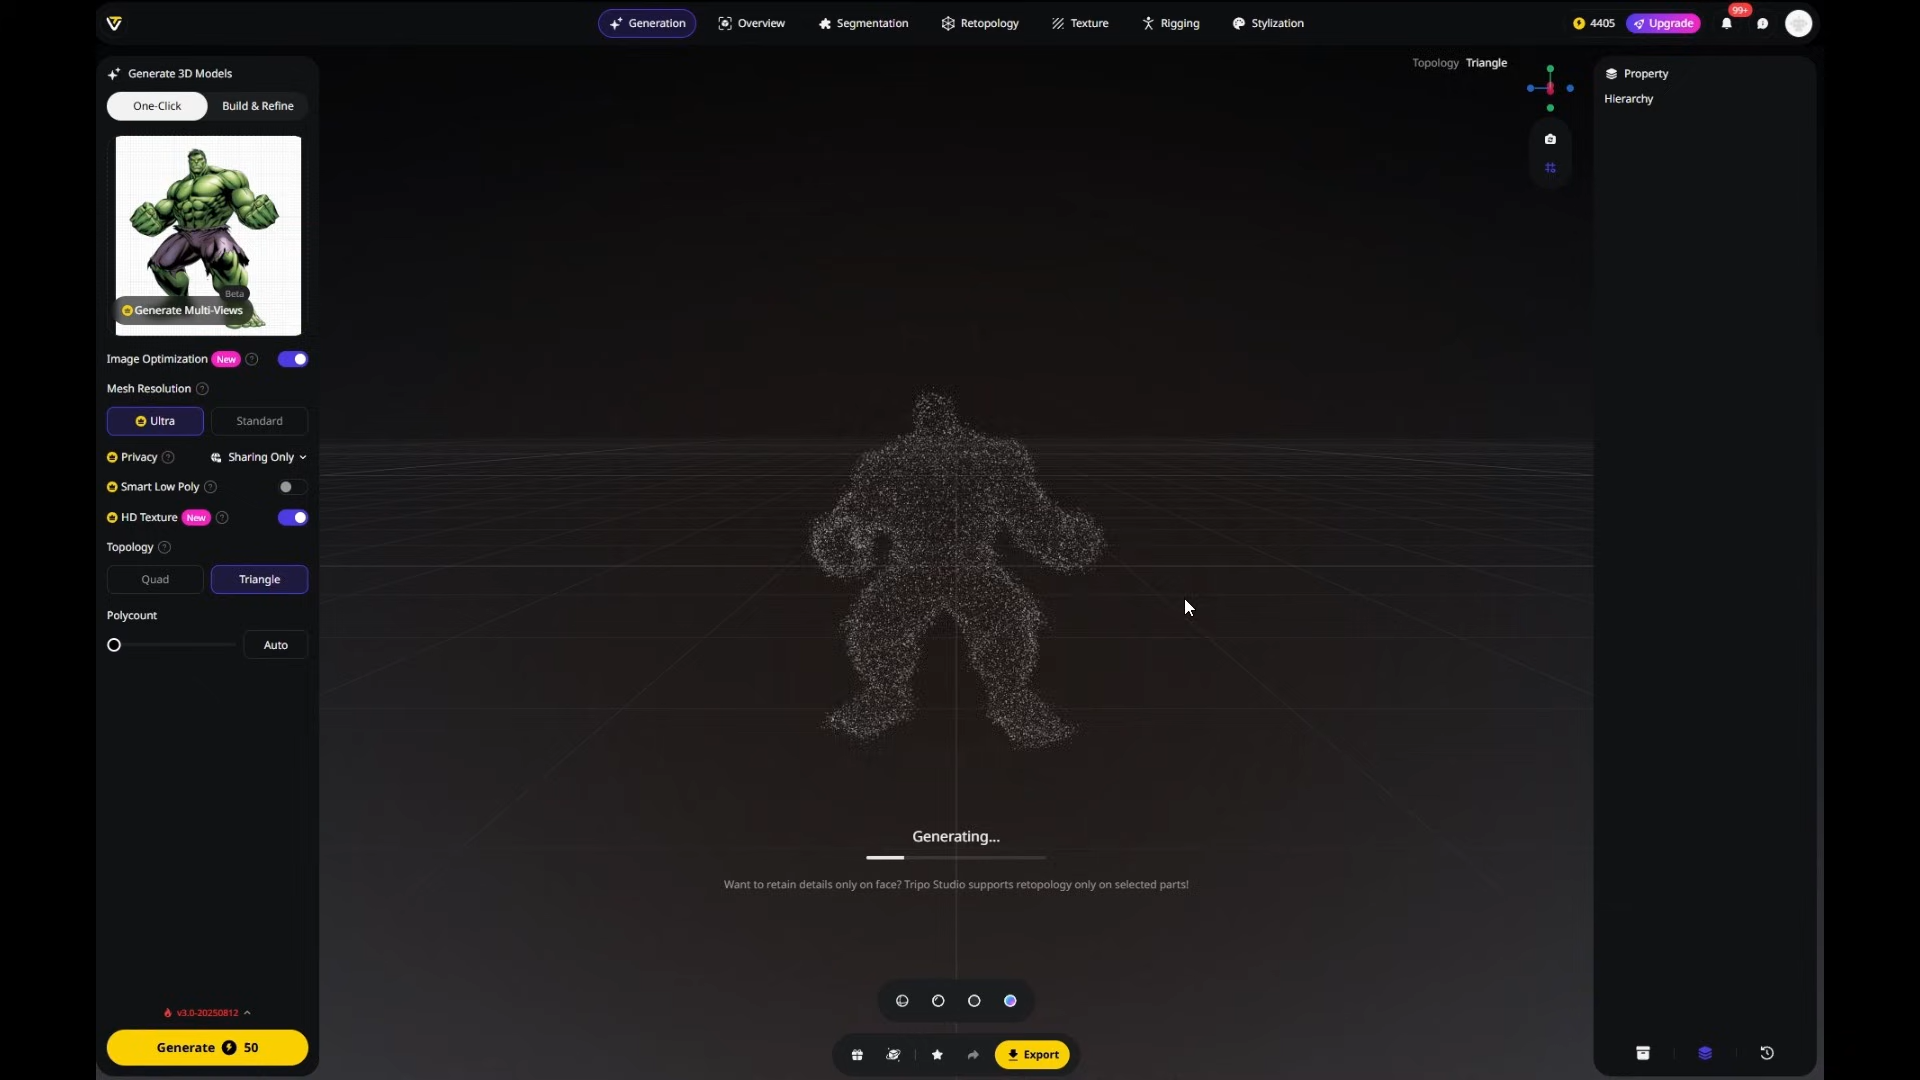 Generation
Overview
Segmentation
Retopology
Texture
Rigging
Stylization
4405
Upgrade
99+
Generate 3D Models
One-Click
Build & Refine
Beta
Generate Multi-Views
Image Optimization New ?
Mesh Resolution ?
Ultra
Standard
Privacy ? Sharing Only
Smart Low Poly ?
HD Texture New ?
Topology ?
Quad
Triangle
Polycount
Auto
v3.0-20250812
Generate 50
Topology Triangle
Generating...
Want to retain details only on face? Tripo Studio supports retopology only on selected parts!
Export
Property
Hierarchy